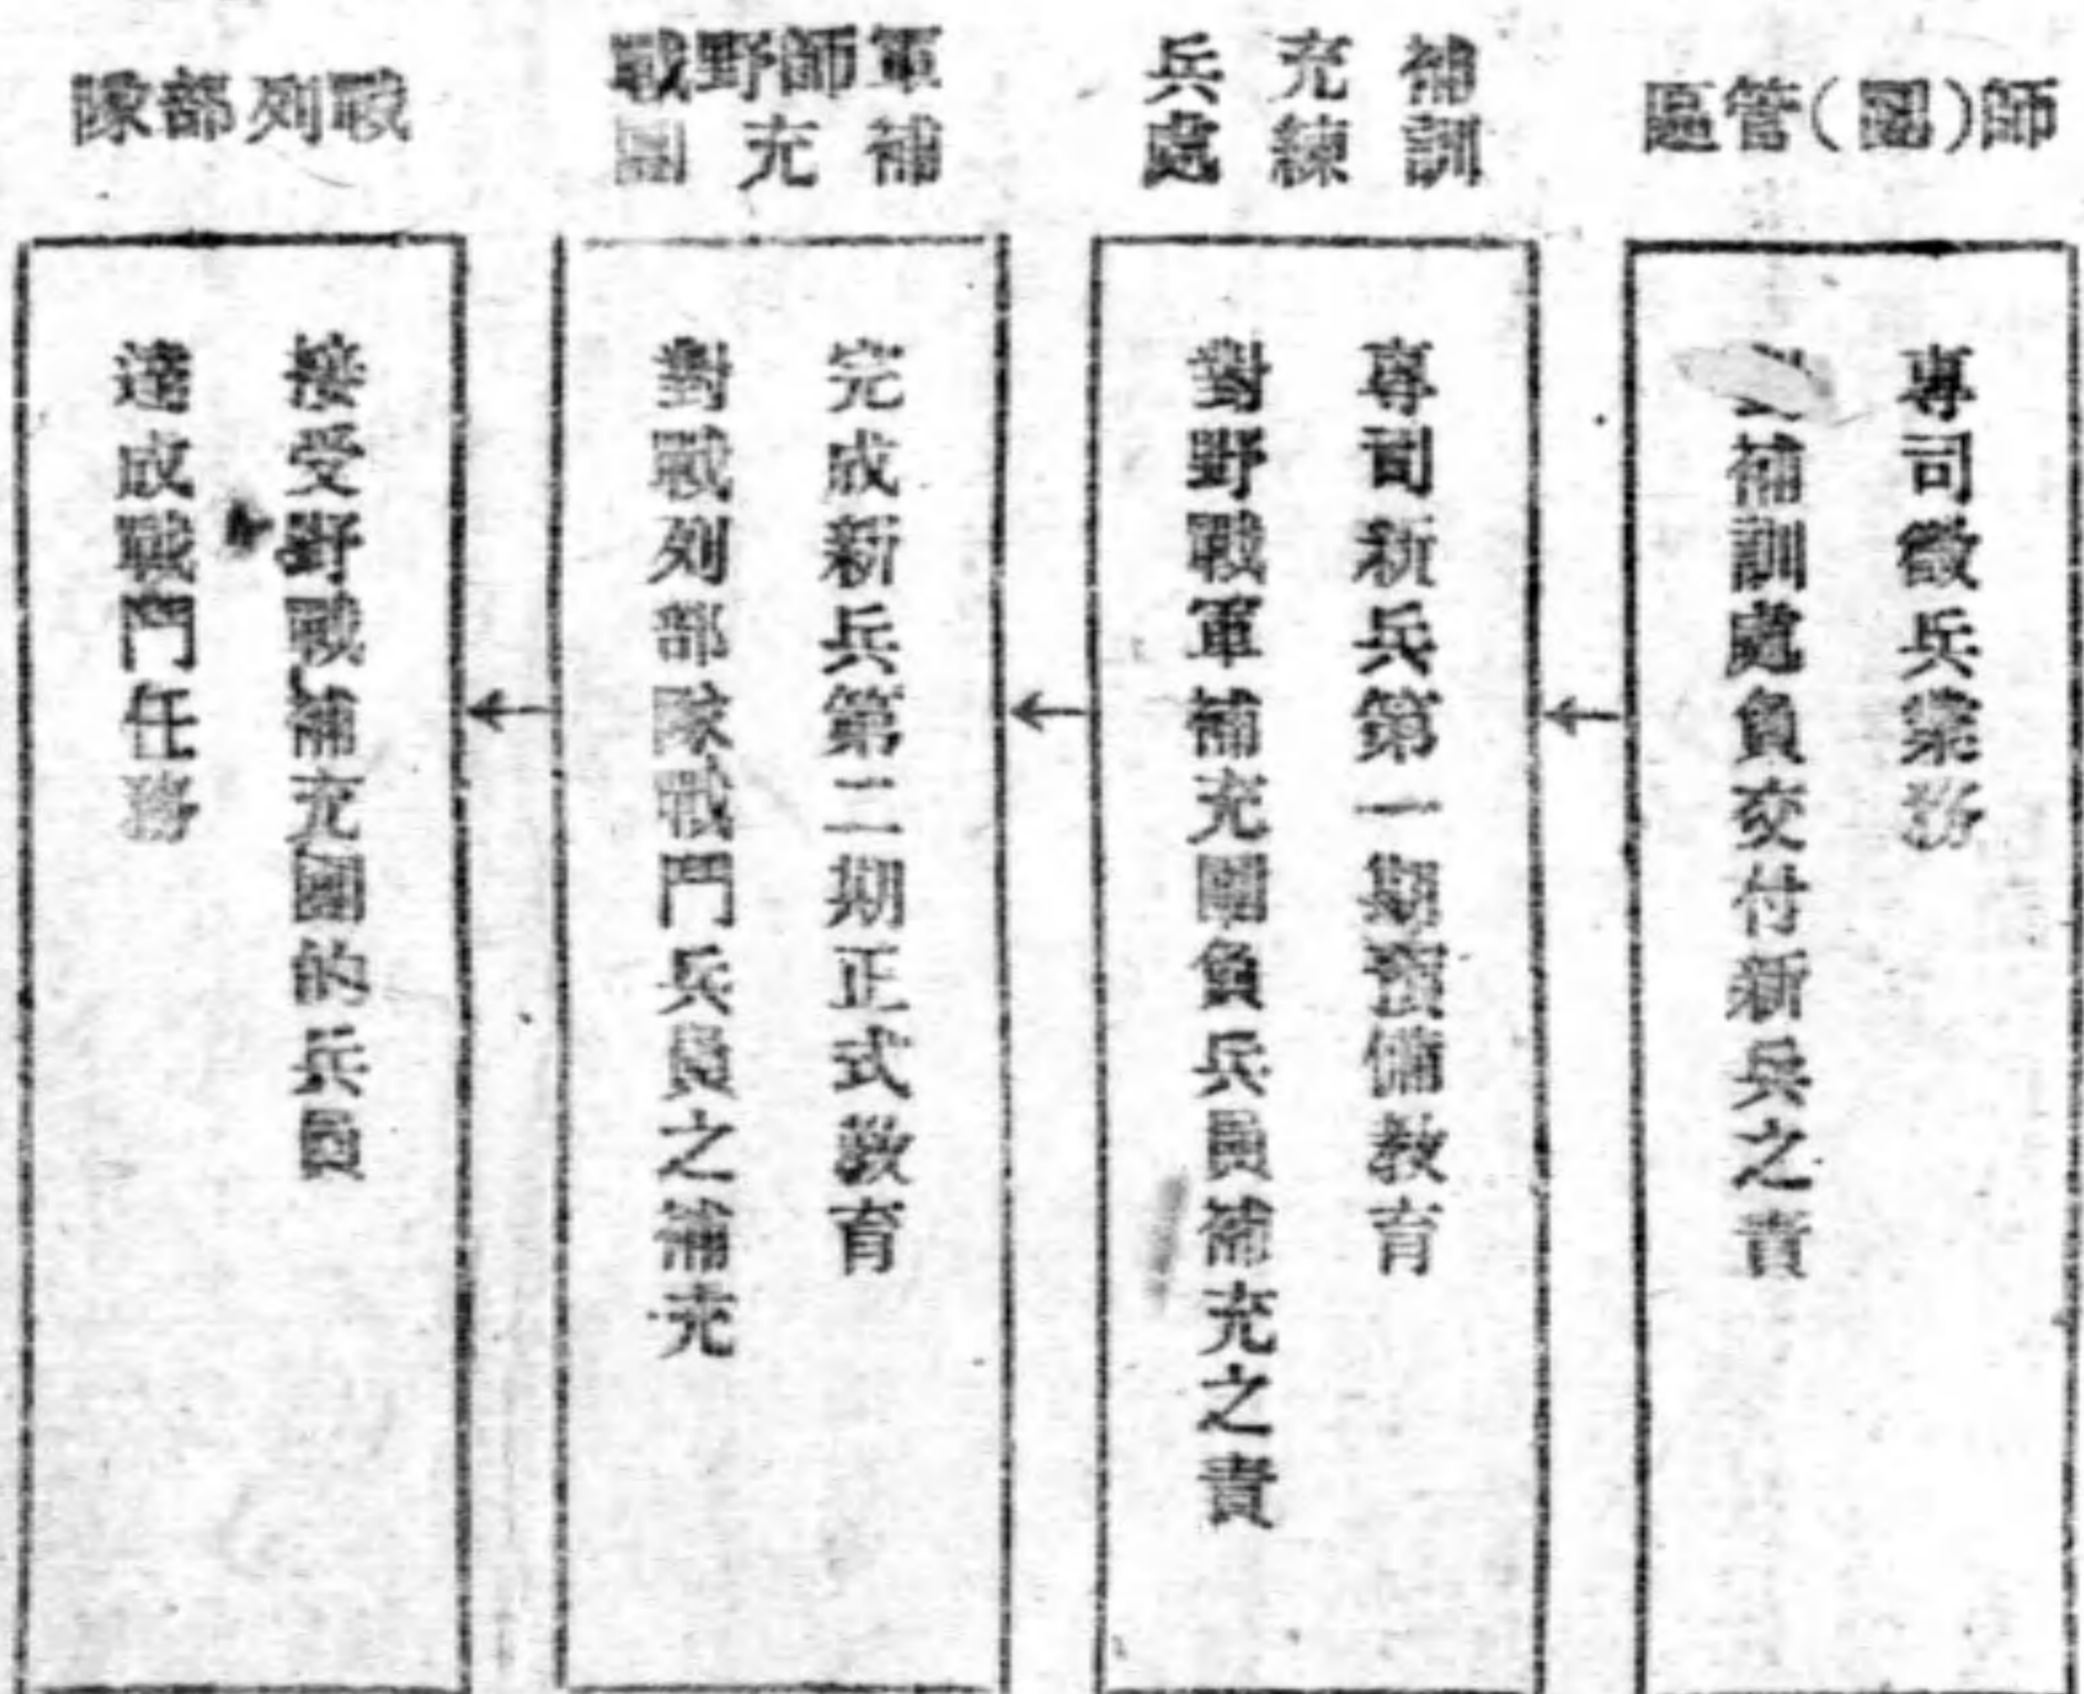 師(團)管區
專司徵兵業務
補訓處負交付新兵之責
補充兵
訓練處
專司新兵第一期預備教育
對野戰軍補充團負兵員補充之責
軍師野戰
補充團
完成新兵第二期正式教育
對戰列部隊戰鬥兵員之補充
戰列部隊
接受野戰補充團的兵員
達成戰鬥任務